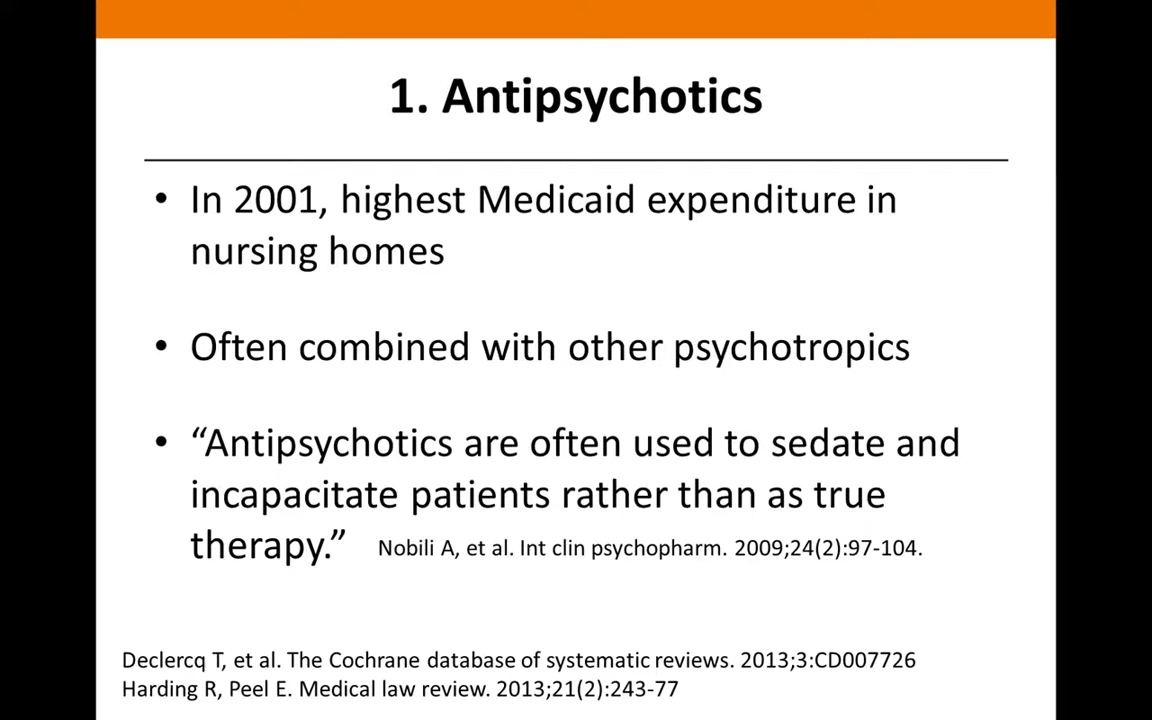 1. Antipsychotics
• In 2001, highest Medicaid expenditure in
nursing homes
• Often combined with other psychotropics
• “Antipsychotics are often used to sedate and
incapacitate patients rather than as true
therapy.” Nobili A, et al. Int clin psychopharm. 2009;24(2):97-104.
Declercq T, et al. The Cochrane database of systematic reviews. 2013;3:CD007726
Harding R, Peel E. Medical law review. 2013;21(2):243-77